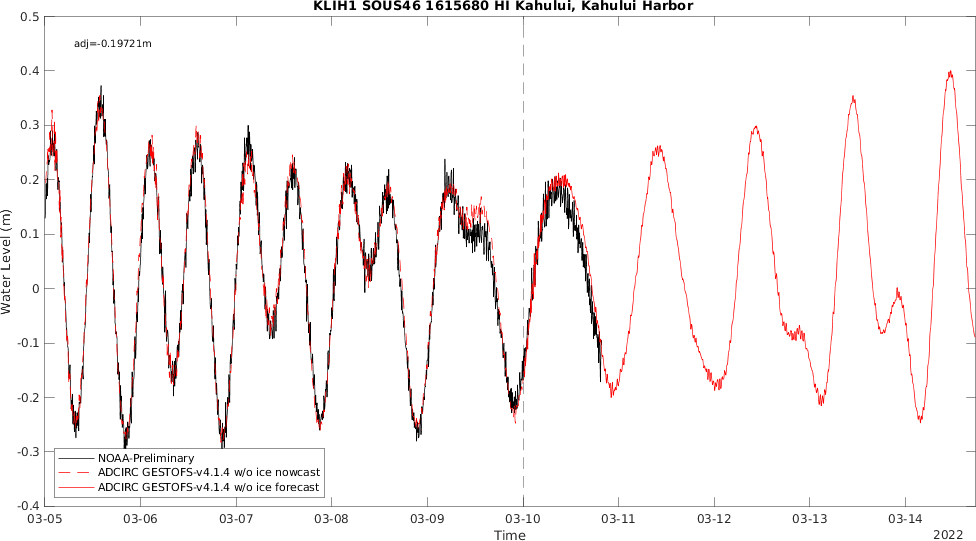 KLIH1 SOUS46 1615680 HI Kahului, Kahului Harbor
adj=-0.19721m
Water Level (m)
0.5
0.4
0.3
0.2
0.1
0
-0.1
-0.2
-0.3
-0.4
NOAA-Preliminary
ADCIRC GESTOFS-v4.1.4 w/o ice nowcast
ADCIRC GESTOFS-v4.1.4 w/o ice forecast
03-05 03-06 03-07 03-08 03-09 03-10 03-11 03-12 03-13 03-14
Time
2022